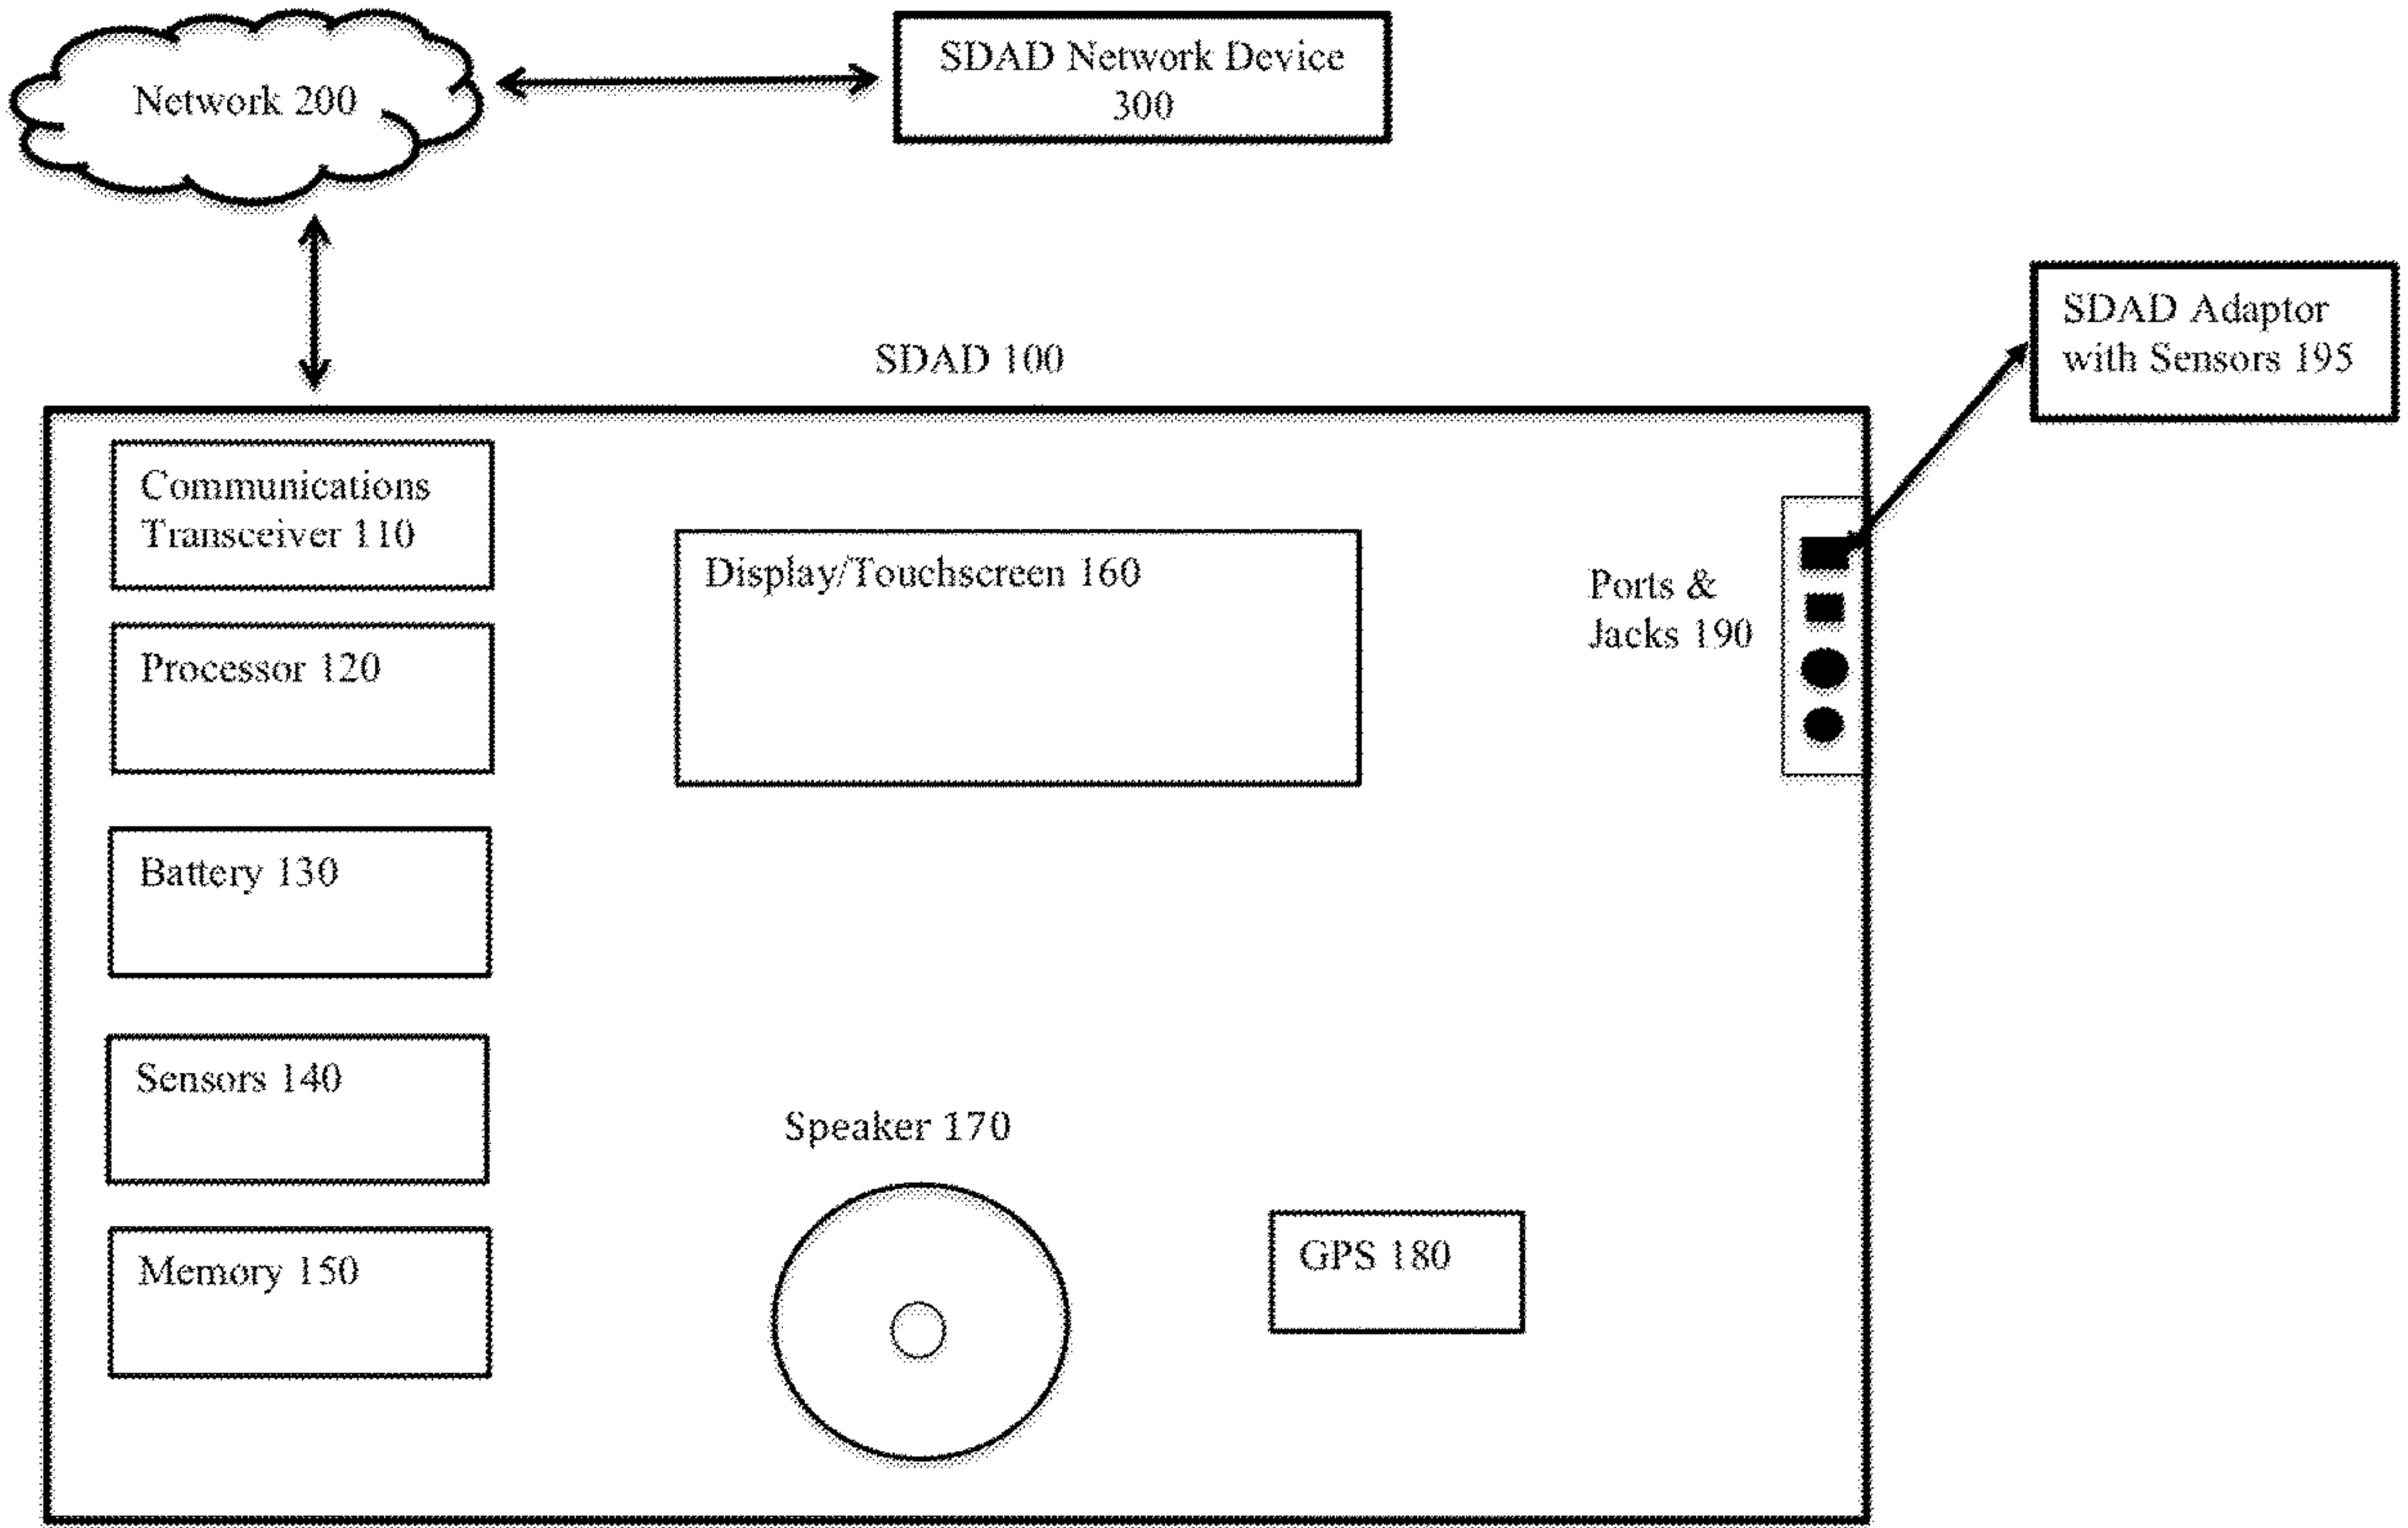 Network 200
SDAD Network Device
300
SDAD Adaptor
with Sensors 195
SDAD 100
Communications
Transceiver 110
Display/Touchscreen 160
Ports &
Jacks 190
Processor 120
Battery 130
Sensors 140
Speaker 170
GPS 180
Memory 150